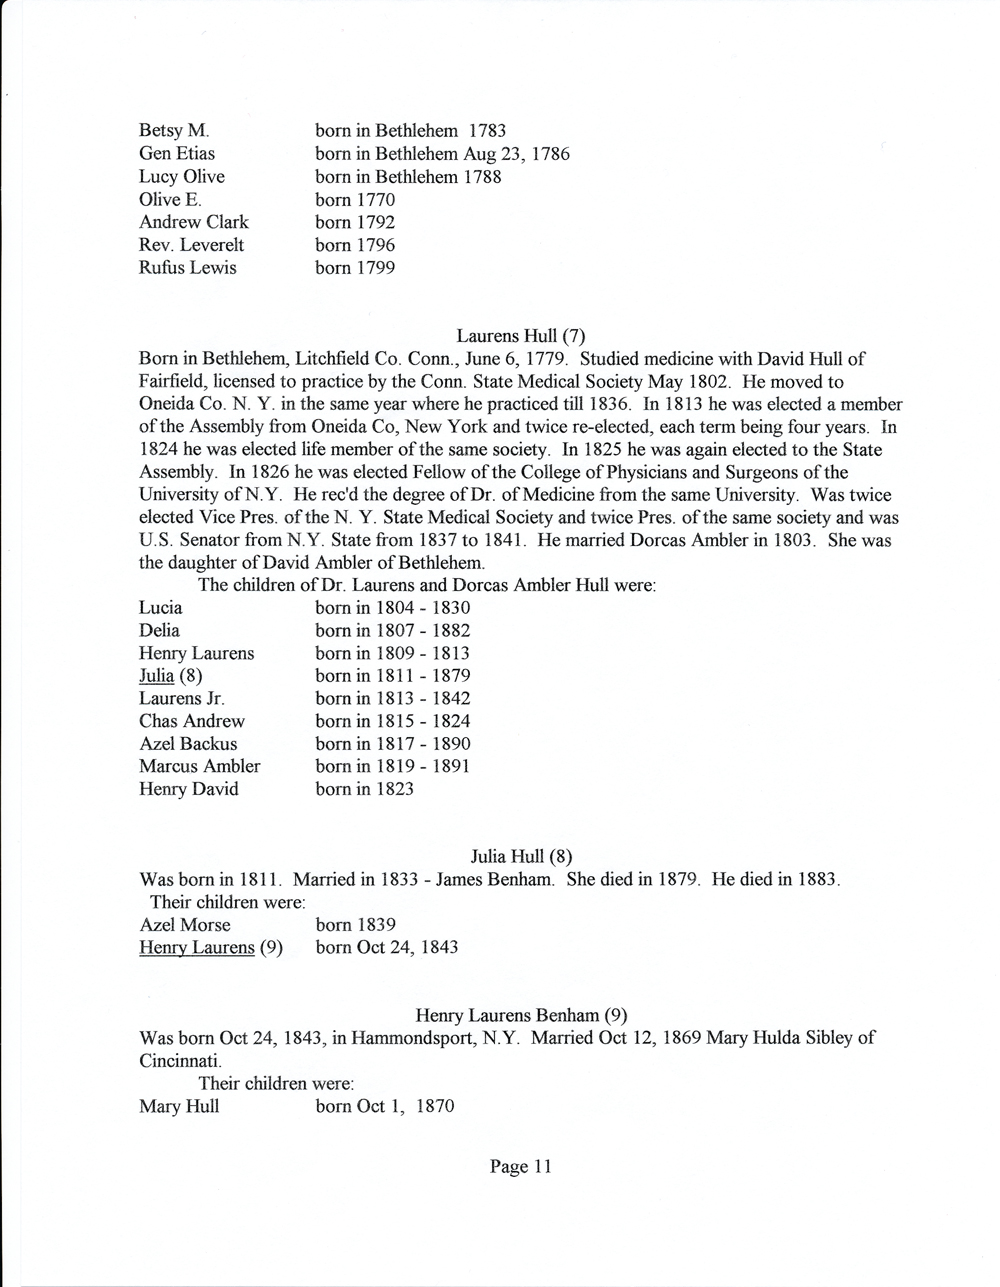 Betsy M. born in Bethlehem 1783
Gen Etias born in Bethlehem Aug 23, 1786
Lucy Olive born in Bethlehem 1788
Olive E. born 1770
Andrew Clark born 1792
Rev. Leverelt born 1796
Rufus Lewis born 1799
Laurens Hull (7)
Born in Bethlehem, Litchfield Co. Conn., June 6, 1779. Studied medicine with David Hull of
Fairfield, licensed to practice by the Conn. State Medical Society May 1802. He moved to
Oneida Co. N. Y. in the same year where he practiced till 1836. In 1813 he was elected a member
of the Assembly from Oneida Co, New York and twice re-elected, each term being four years. In
1824 he was elected life member of the same society. In 1825 he was again elected to the State
Assembly. In 1826 he was elected Fellow of the College of Physicians and Surgeons of the
University of N.Y. He rec'd the degree of Dr. of Medicine from the same University. Was twice
elected Vice Pres. of the N. Y. State Medical Society and twice Pres. of the same society and was
U.S. Senator from N.Y. State from 1837 to 1841. He married Dorcas Ambler in 1803. She was
the daughter of David Ambler of Bethlehem.
The children of Dr. Laurens and Dorcas Ambler Hull were:
Lucia born in 1804 - 1830
Delia born in 1807 - 1882
Henry Laurens born in 1809 - 1813
Julia (8) born in 1811 - 1879
Laurens Jr. born in 1813 - 1842
Chas Andrew born in 1815 - 1824
Azel Backus born in 1817 - 1890
Marcus Ambler born in 1819 - 1891
Henry David born in 1823
Julia Hull (8)
Was born in 1811. Married in 1833 - James Benham. She died in 1879. He died in 1883.
Their children were:
Azel Morse born 1839
Henry Laurens (9) born Oct 24, 1843
Henry Laurens Benham (9)
Was born Oct 24, 1843, in Hammondsport, N.Y. Married Oct 12, 1869 Mary Hulda Sibley of
Cincinnati.
Their children were:
Mary Hull born Oct 1, 1870
Page 11